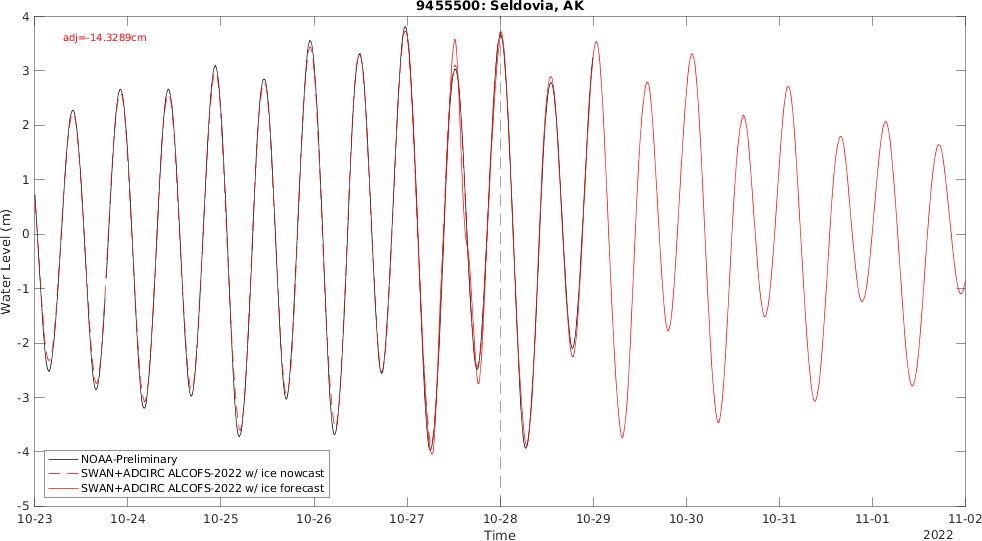 9455500: Seldovia, AK
adj=-14.3289cm
Water Level (m)
4
3
2
1
0
-1
-2
-3
-4
-5
NOAA-Preliminary
SWAN+ADCIRC ALCOFS-2022 w/ ice nowcast
SWAN+ADCIRC ALCOFS-2022 w/ ice forecast
10-23 10-24 10-25 10-26 10-27 10-28 10-29 10-30 10-31 11-01 11-02
Time
2022